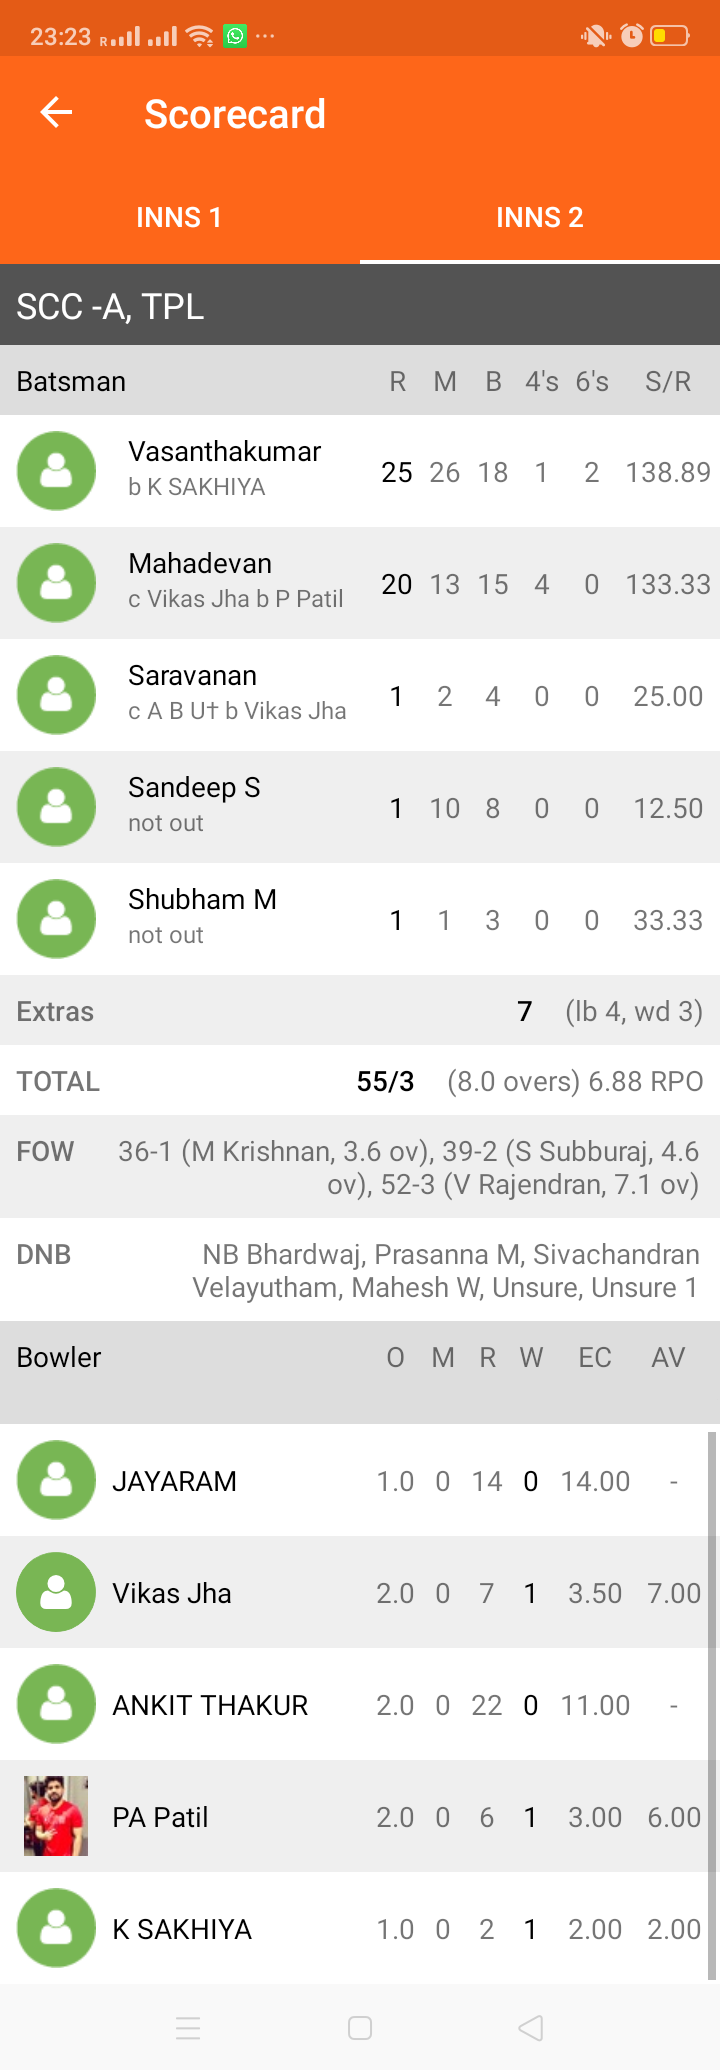 23:23 R ...
Scorecard
INNS 1 INNS 2
SCC -A, TPL
Batsman R M B 4's 6's S/R
Vasanthakumar
b K SAKHIYA
25 26 18 1 2 138.89
Mahadevan
c Vikas Jha b P Patil
20 13 15 4 0 133.33
Saravanan
c A B U† b Vikas Jha
1 2 4 0 0 25.00
Sandeep S
not out
1 10 8 0 0 12.50
Shubham M
not out
1 1 3 0 0 33.33
Extras 7 (lb 4, wd 3)
TOTAL 55/3 (8.0 overs) 6.88 RPO
FOW 36-1 (M Krishnan, 3.6 ov), 39-2 (S Subburaj, 4.6
ov), 52-3 (V Rajendran, 7.1 ov)
DNB NB Bhardwaj, Prasanna M, Sivachandran
Velayutham, Mahesh W, Unsure, Unsure 1
Bowler O M R W EC AV
JAYARAM 1.0 0 14 0 14.00 -
Vikas Jha 2.0 0 7 1 3.50 7.00
ANKIT THAKUR 2.0 0 22 0 11.00 -
PA Patil 2.0 0 6 1 3.00 6.00
K SAKHIYA 1.0 0 2 1 2.00 2.00